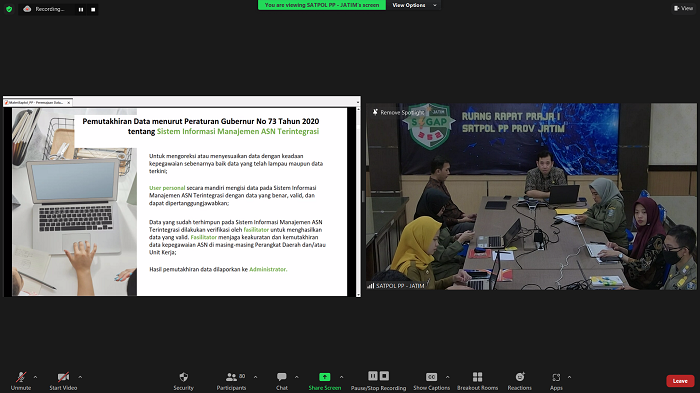 Recording...
You are viewing SATPOL PP - JATIM's screen
View Options
View
Pemutakhiran Data menurut Peraturan Gubernur No 73 Tahun 2020
tentang Sistem Informasi Manajemen ASN Terintegrasi
Untuk mengoreksi atau menyesuaikan data dengan keadaan
kepegawaian sebenarnya baik data yang telah lampau maupun data
terkini;
User personal secara mandiri mengisi data pada Sistem Informasi
Manajemen ASN Terintegrasi dengan data yang benar, valid, dan
dapat dipertanggungjawabkan;
Data yang sudah terhimpun pada Sistem Informasi Manajemen ASN
Terintegrasi dilakukan verifikasi oleh fasilitator untuk menghasilkan
data yang valid. Fasilitator menjaga keakuratan dan kemutakhiran
data kepegawaian ASN di masing-masing Perangkat Daerah dan/atau
Unit Kerja;
Hasil pemutakhiran data dilaporkan ke Administrator.
Remove Spotlight
JATIM
RUANG RAPAT PRAJA I
SATPOL PP PROV JATIM
SATPOL PP - JATIM
Unmute
Start Video
Security
80
Participants
Chat
Share Screen
Pause/Stop Recording
CC
Show Captions
Breakout Rooms
Reactions
Apps
Leave